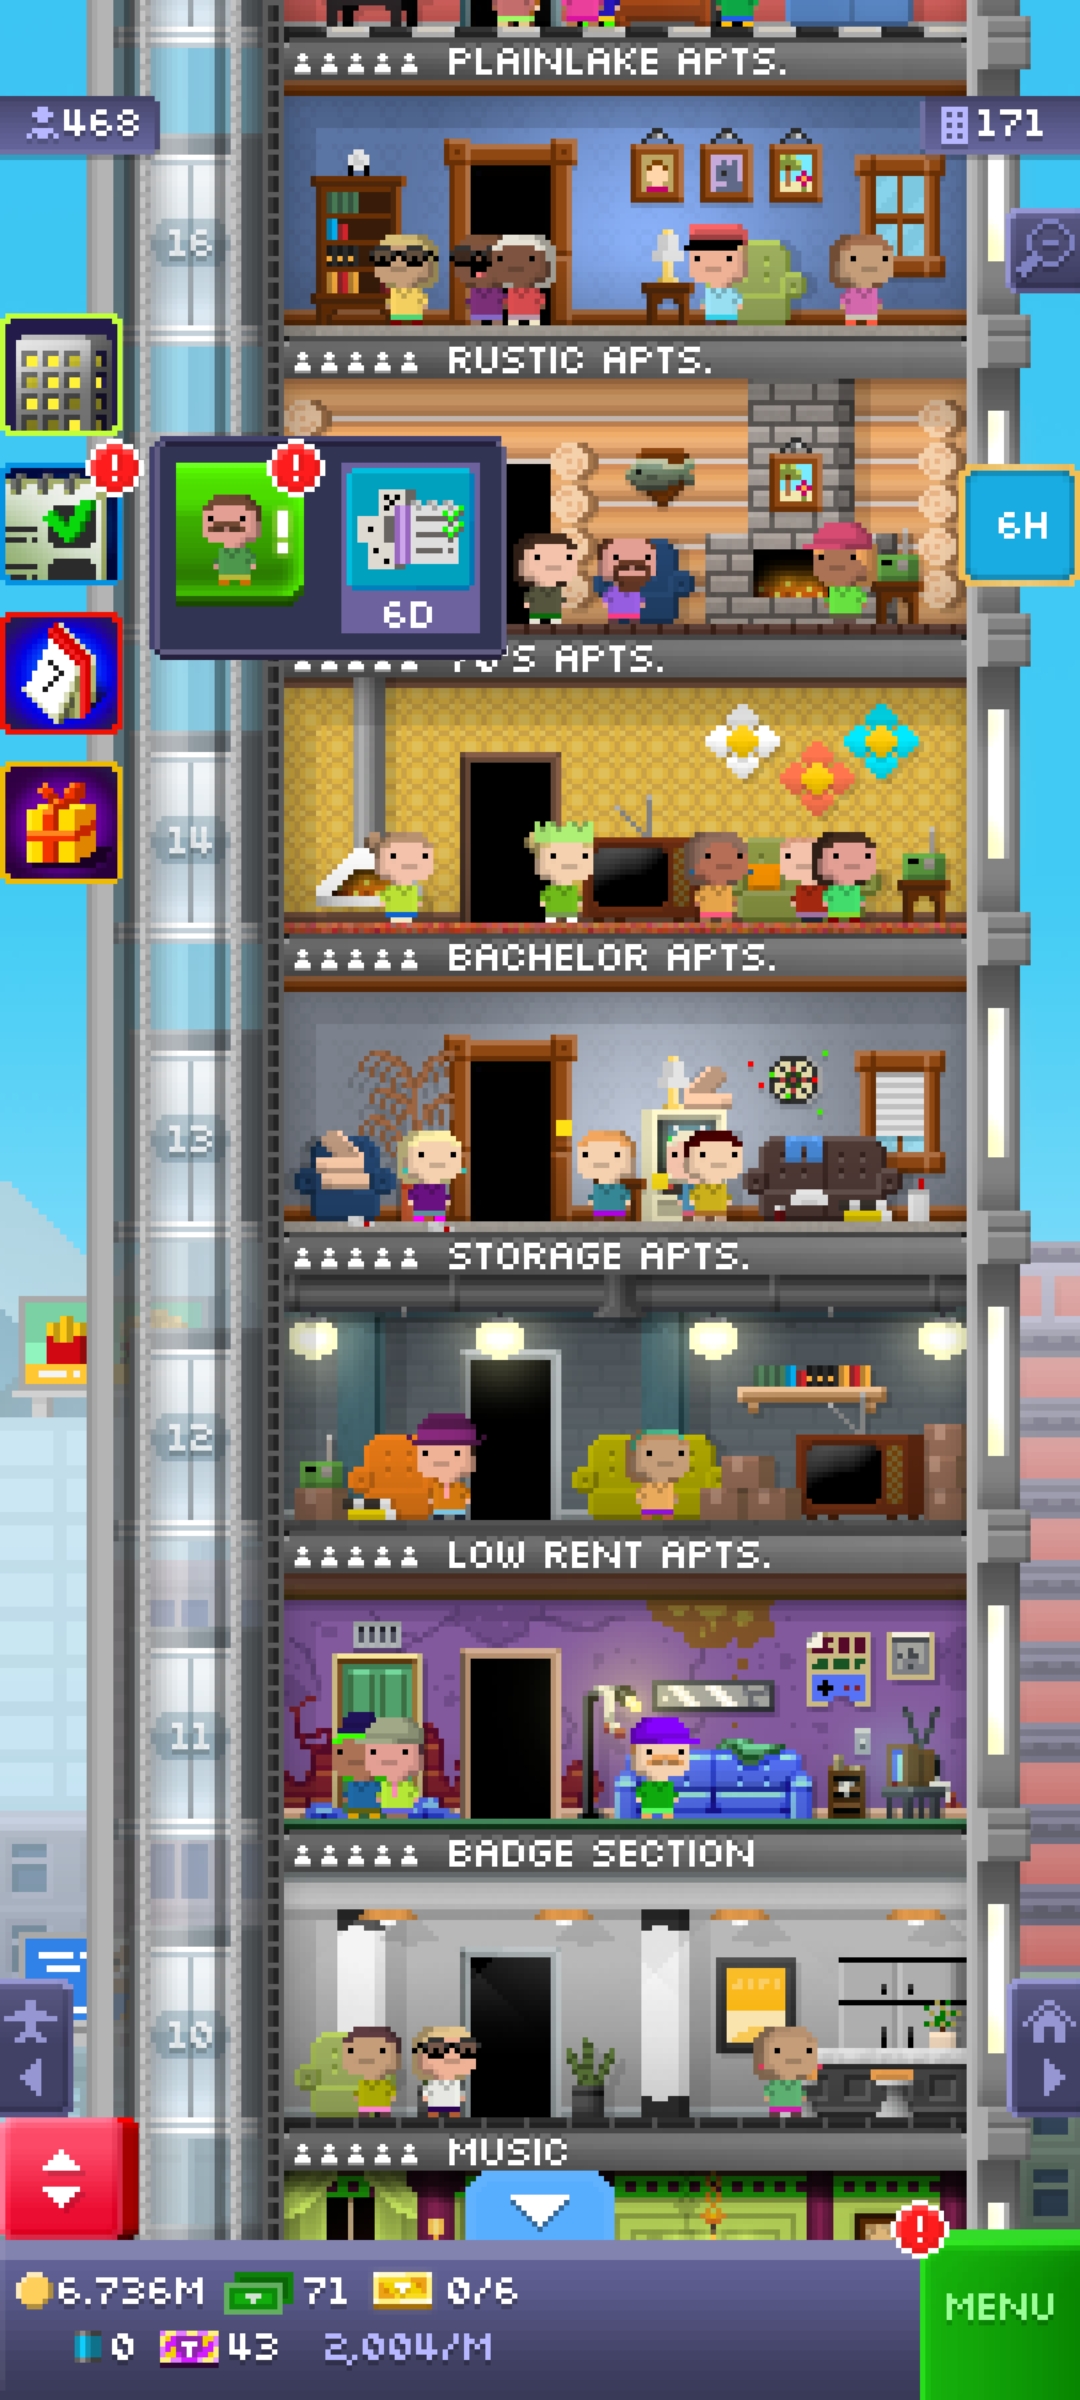 PLAINLAKE APTS.
468
171
16
RUSTIC APTS.
6H
6D
70'S APTS.
14
BACHELOR APTS.
13
STORAGE APTS.
12
LOW RENT APTS.
11
BADGE SECTION
10
MUSIC
6.736M 71 0/6
MENU
0 43 2,004/M